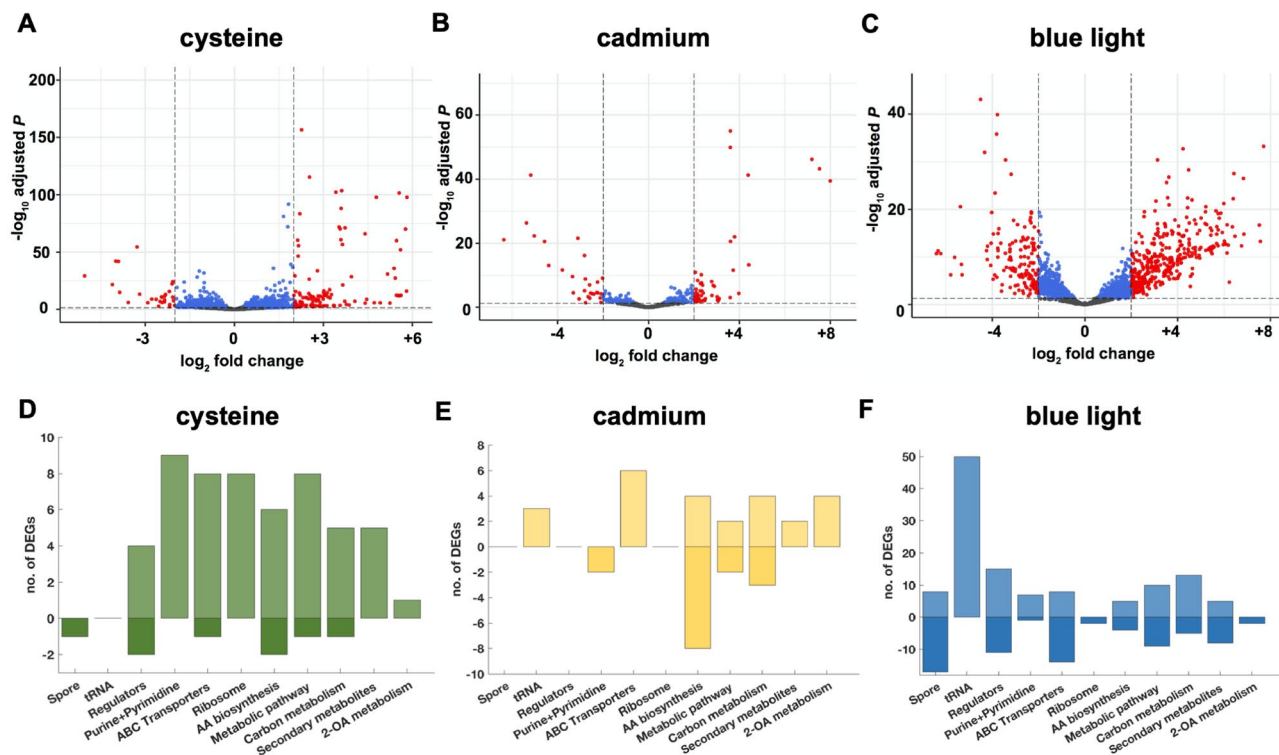 A
cysteine
200
150
100
50
0
-log10 adjusted P
-3
0
+3
+6
log2 fold change
B
cadmium
60
40
20
0
-log10 adjusted P
-4
0
+4
+8
log2 fold change
C
blue light
40
20
0
-log10 adjusted P
-4
0
+4
+8
log2 fold change
D
cysteine
10
8
6
4
2
0
-2
no. of DEGs
Spore
tRNA
Regulators
Purine+Pyrimidine
ABC Transporters
Ribosome
AA biosynthesis
Metabolic pathway
Carbon metabolism
Secondary metabolites
2-OA metabolism
E
cadmium
8
6
4
2
0
-2
-4
-6
-8
no. of DEGs
Spore
tRNA
Regulators
Purine+Pyrimidine
ABC Transporters
Ribosome
AA biosynthesis
Metabolic pathway
Carbon metabolism
Secondary metabolites
2-OA metabolism
F
blue light
50
40
30
20
10
0
-10
no. of DEGs
Spore
tRNA
Regulators
Purine+Pyrimidine
ABC Transporters
Ribosome
AA biosynthesis
Metabolic pathway
Carbon metabolism
Secondary metabolites
2-OA metabolism